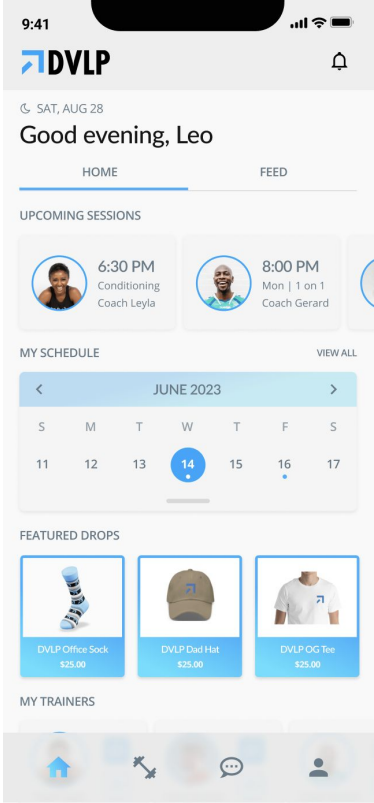 9:41
DVLP
SAT, AUG 28
Good evening, Leo
HOME FEED
UPCOMING SESSIONS
6:30 PM
Conditioning
Coach Leyla
8:00 PM
Mon | 1 on 1
Coach Gerard
MY SCHEDULE VIEW ALL
JUNE 2023
S M T W T F S
11 12 13 14 15 16 17
FEATURED DROPS
DVLP Office Sock
$25.00
DVLP Dad Hat
$25.00
DVLP OG Tee
$25.00
MY TRAINERS